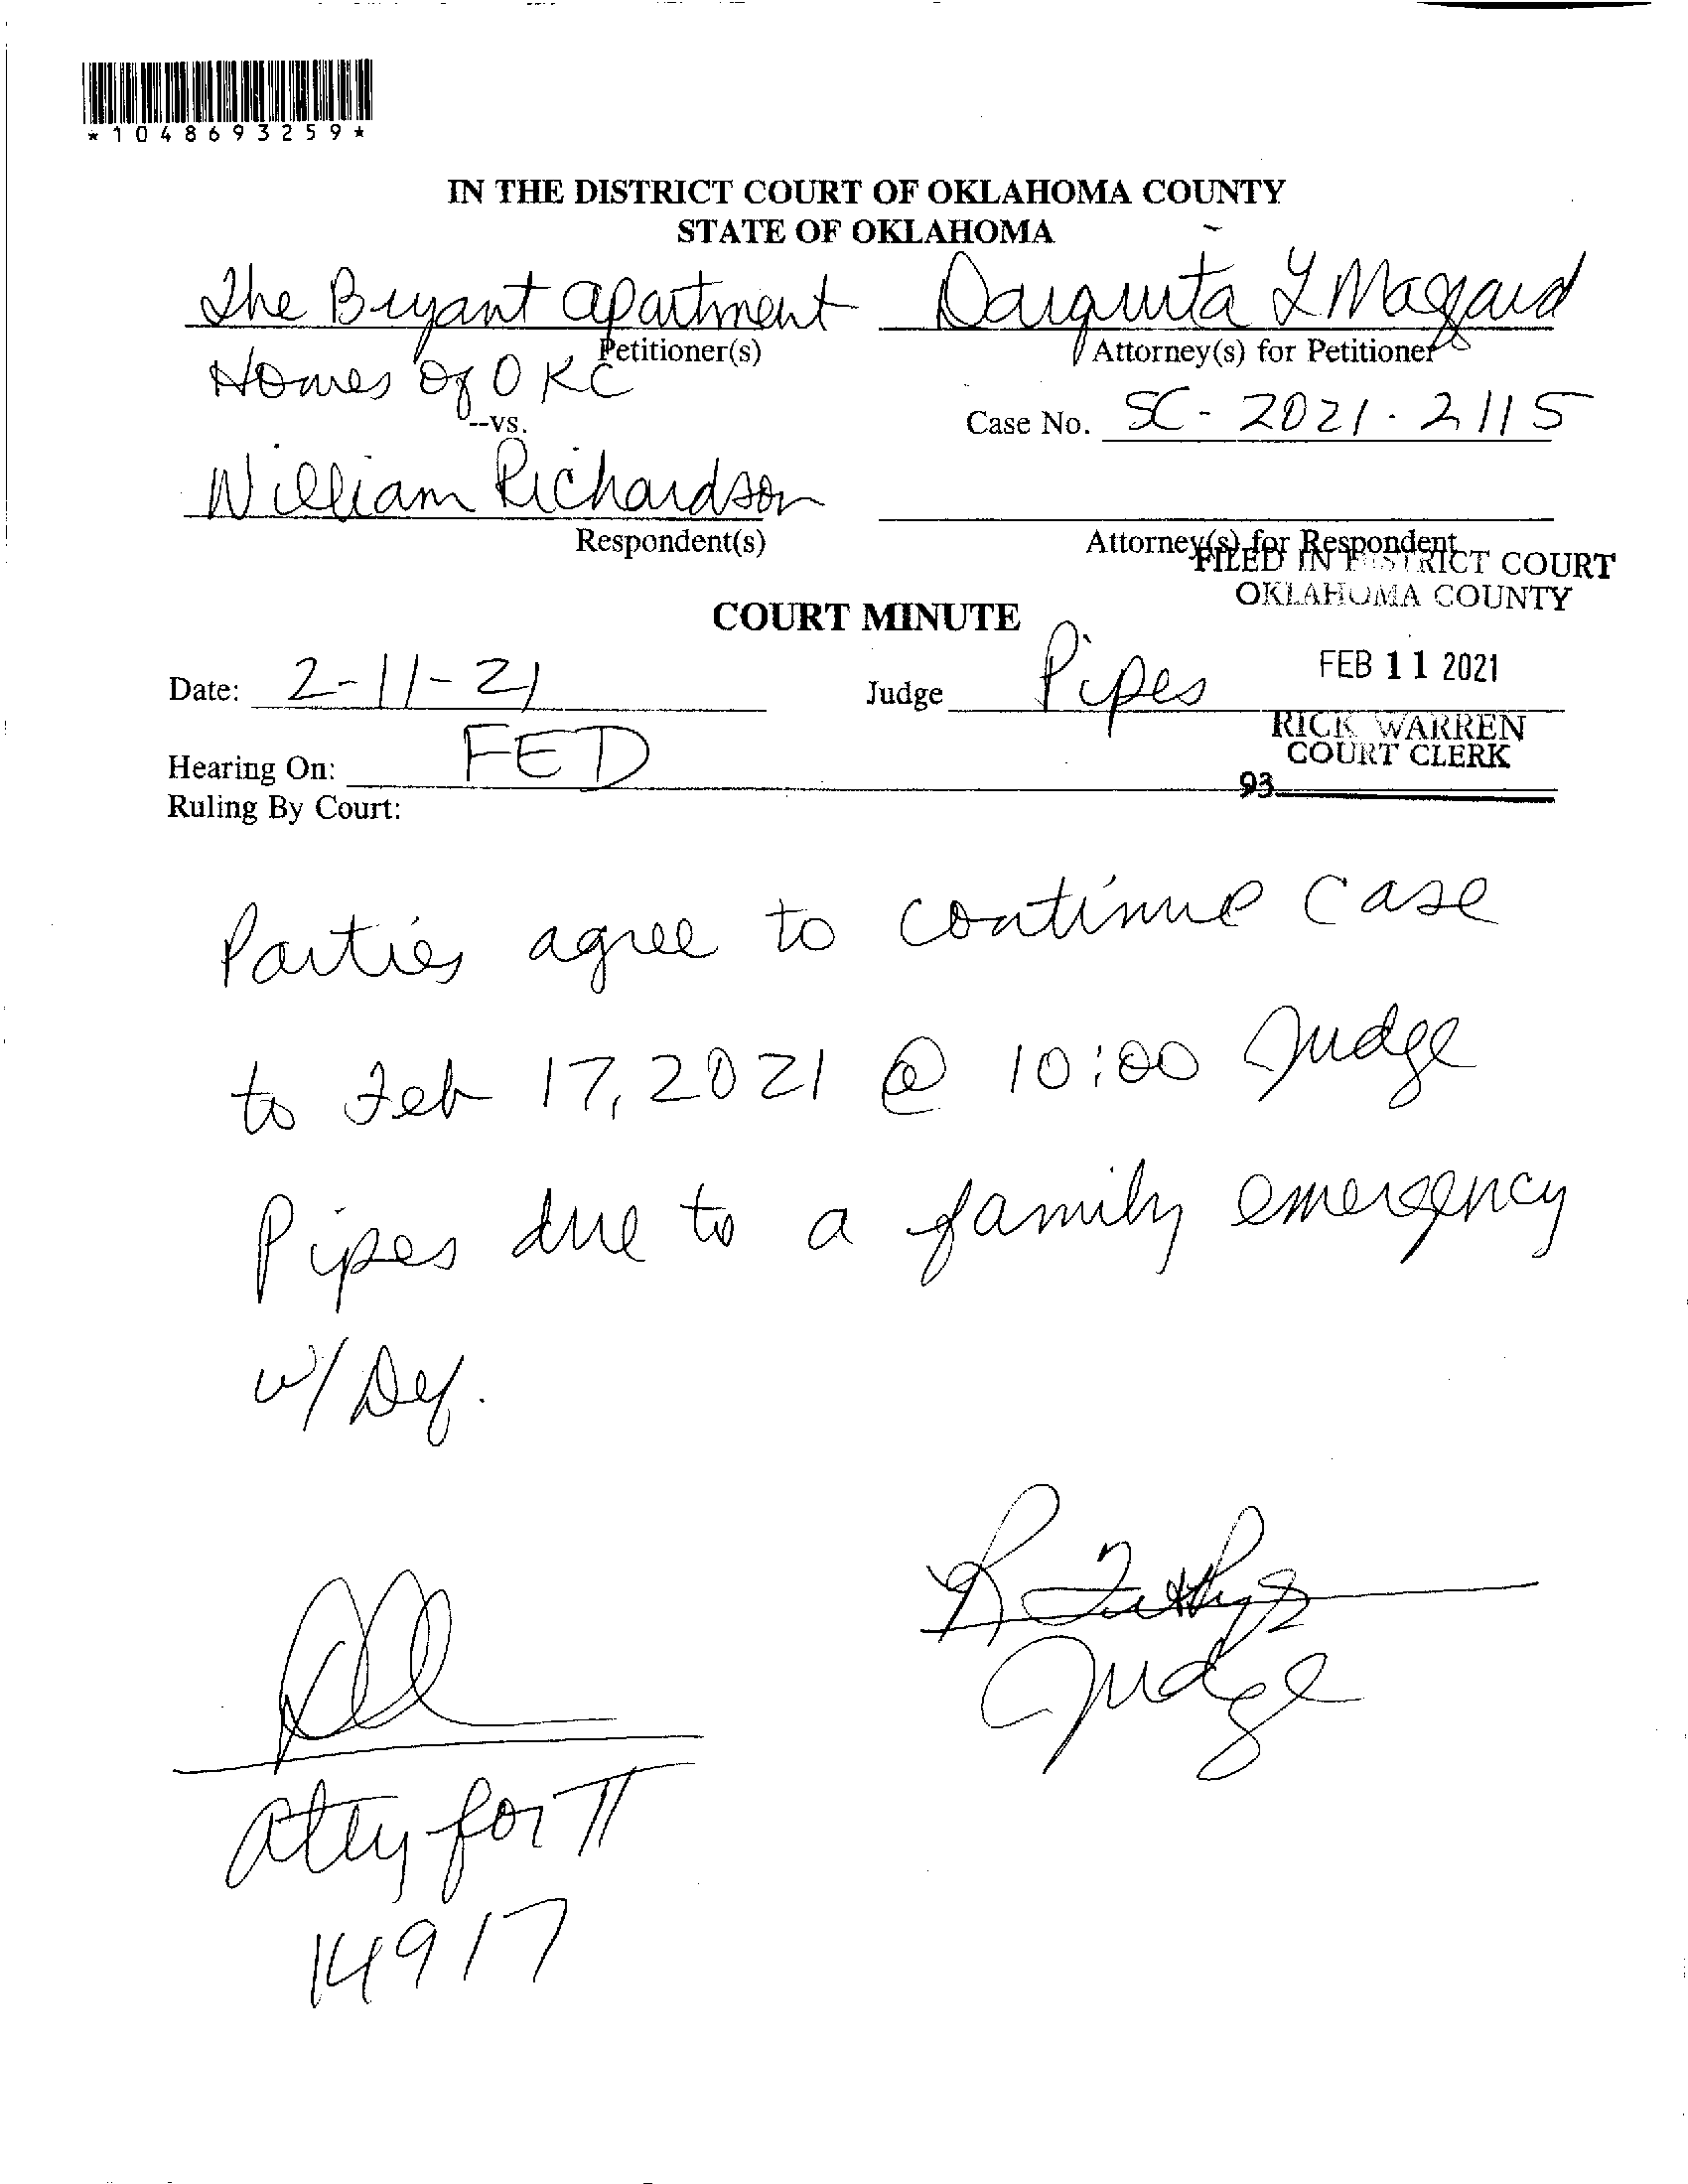 *1048693259*
IN THE DISTRICT COURT OF OKLAHOMA COUNTY
STATE OF OKLAHOMA
The Bryant Apartment
Petitioner(s)
Homes of OKC
Darquita L Maggard
Attorney(s) for Petitioner
--vs.
Case No. SC-2021-2115
William Richardson
Respondent(s)
Attorney(s) for Respondent
FILED IN DISTRICT COURT
OKLAHOMA COUNTY
COURT MINUTE
FEB 11 2021
Date: 2-11-21
Judge Pipes
RICK WARREN
COURT CLERK
Hearing On: FED
93
Ruling By Court:
Parties agree to continue case
to Feb 17, 2021 @ 10:00 Judge
Pipes due to a family emergency
w/ Def.
Judge
Atty for π
14917